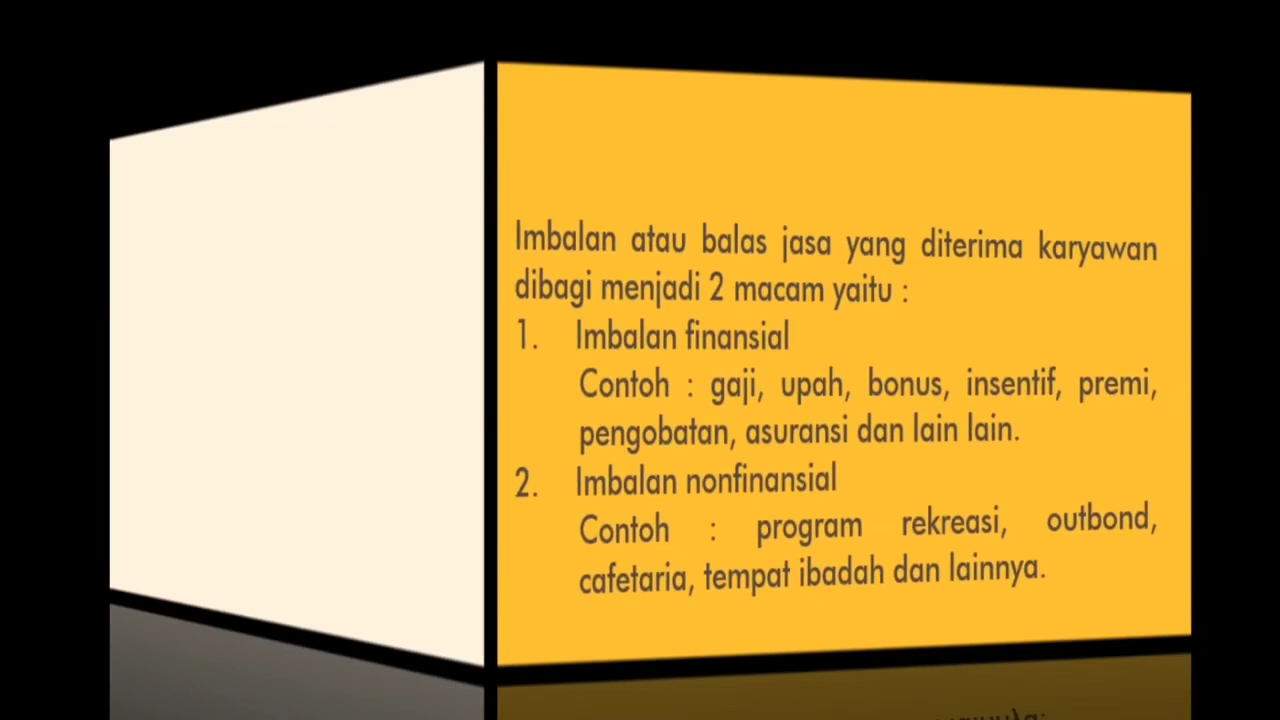 Imbalan atau balas jasa yang diterima karyawan
dibagi menjadi 2 macam yaitu :
1. Imbalan finansial
Contoh : gaji, upah, bonus, insentif, premi,
pengobatan, asuransi dan lain lain.
2. Imbalan nonfinansial
Contoh : program rekreasi, outbond,
cafetaria, tempat ibadah dan lainnya.